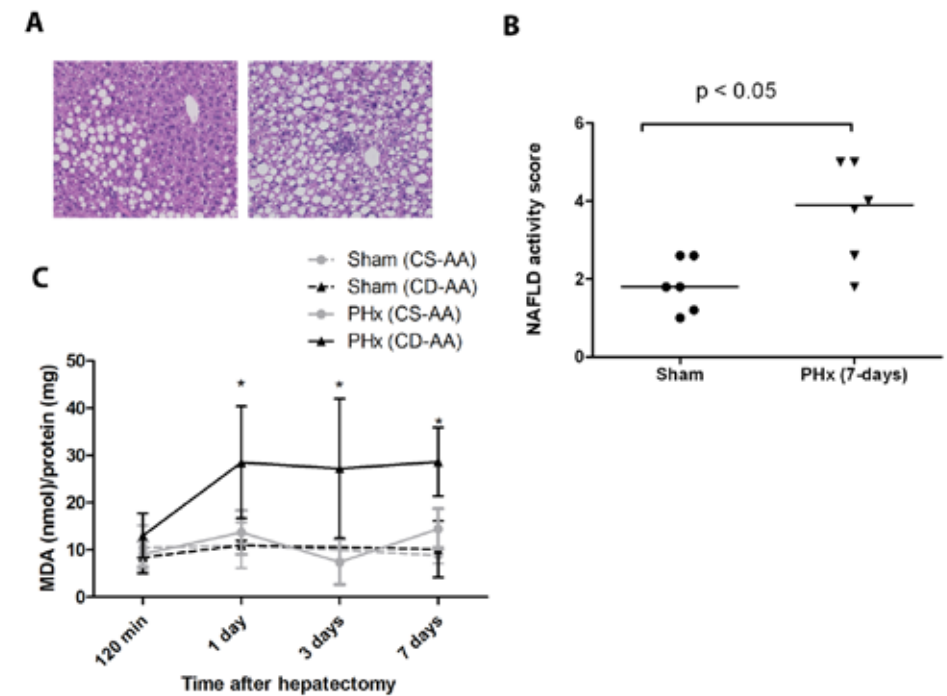 A
B
p < 0.05
NAFLD activity score
6
4
2
0
Sham
PHx (7-days)
C
Sham (CS-AA)
Sham (CD-AA)
PHx (CS-AA)
PHx (CD-AA)
MDA (nmol)/protein (mg)
50
40
30
20
10
0
*
*
*
120 min
1 day
3 days
7 days
Time after hepatectomy